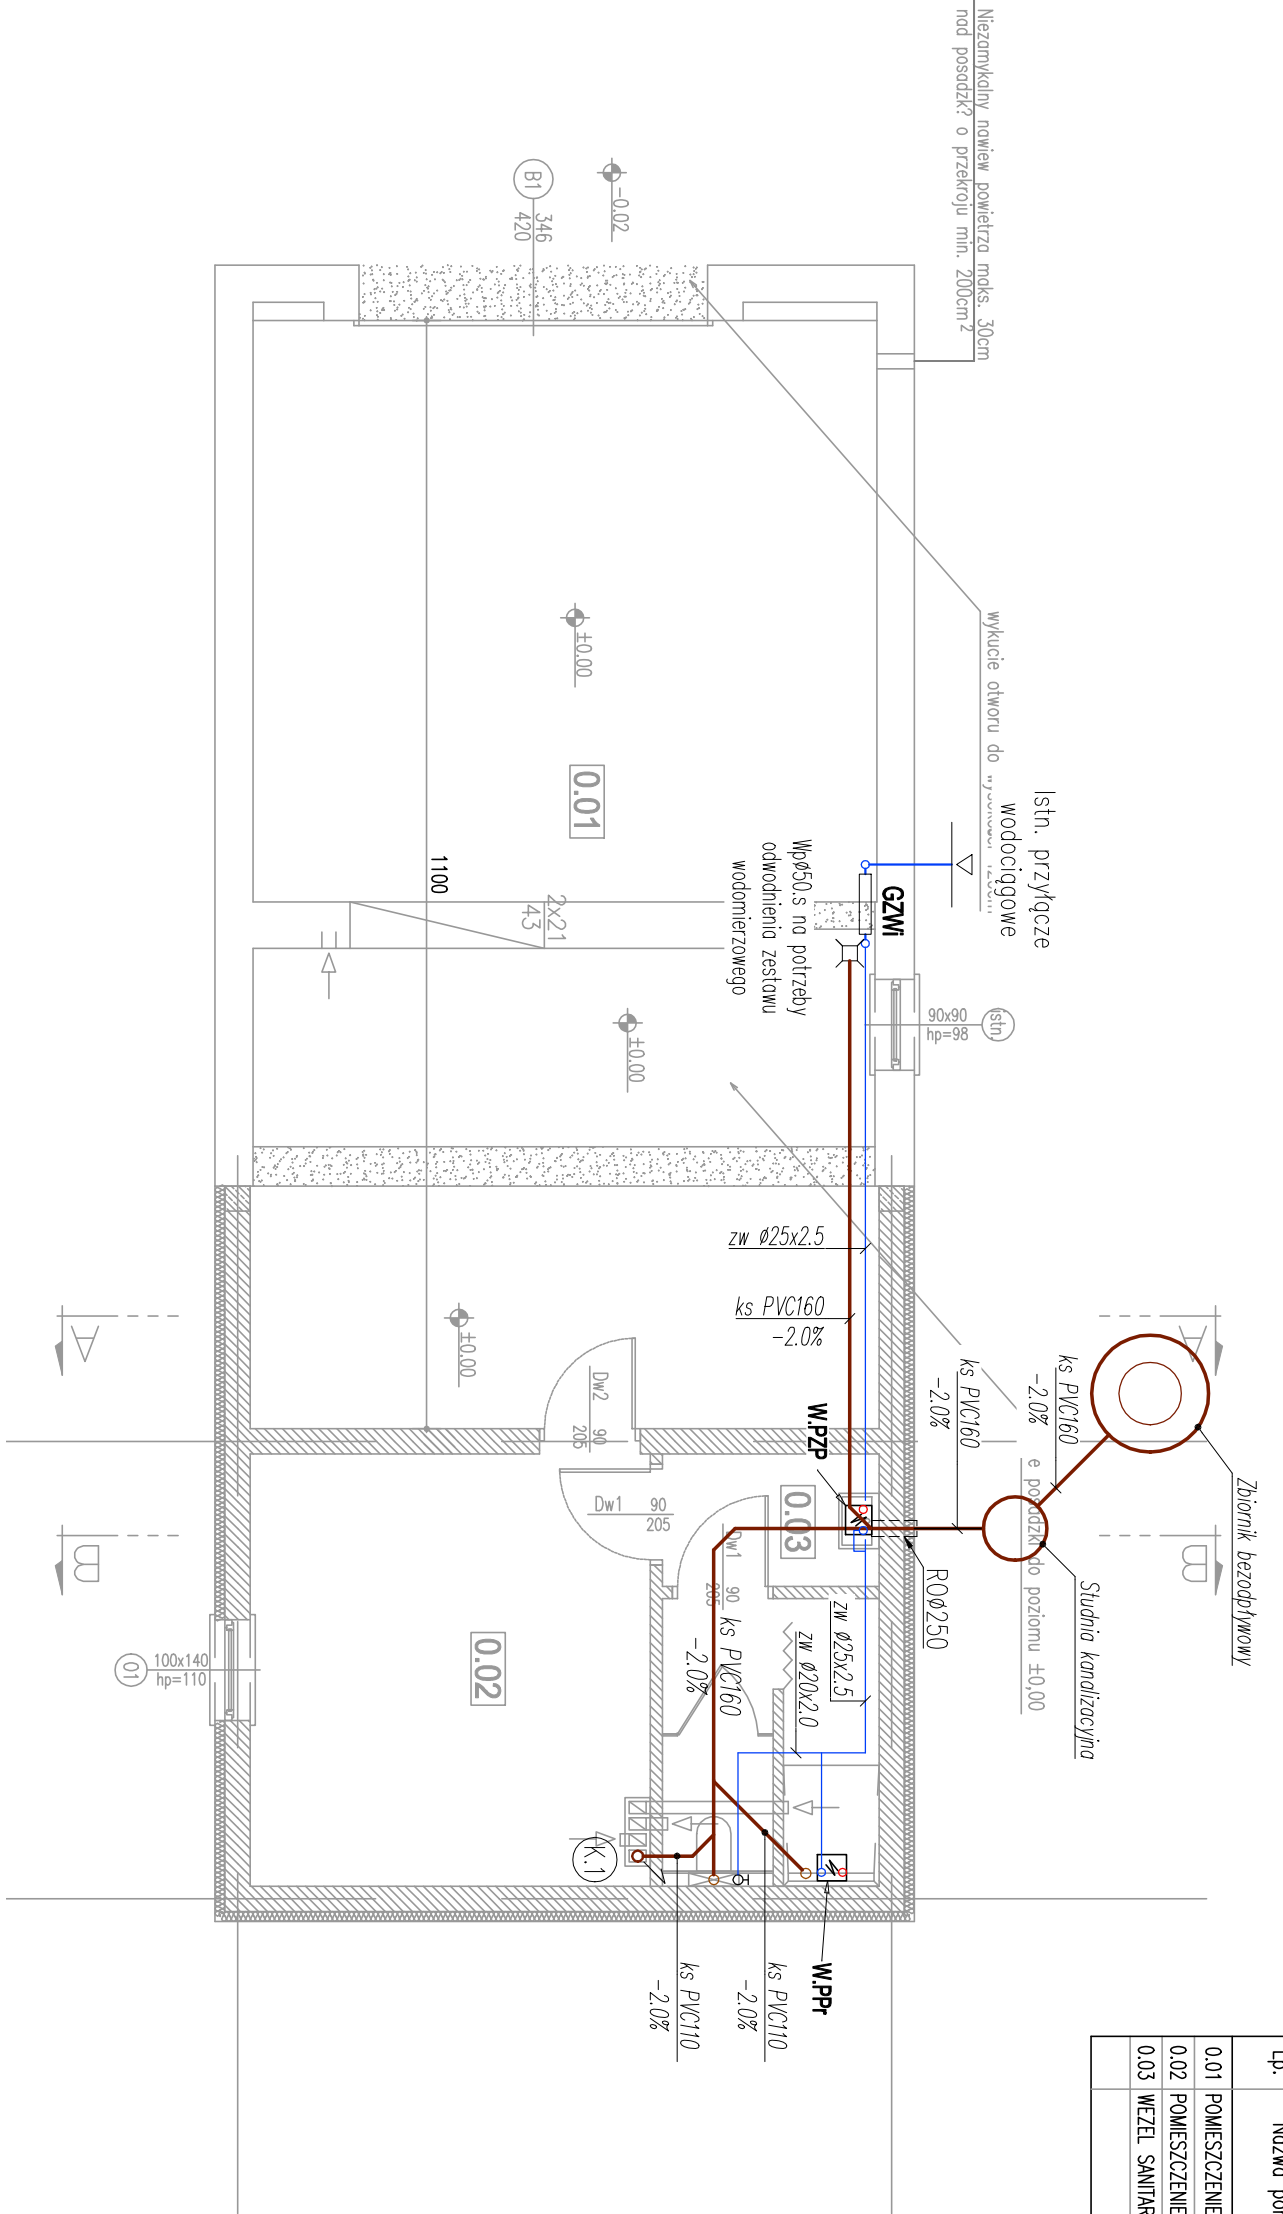 Niezamykalny nawiew powietrza maks. 30cm
nad posadzk? o przekroju min. 200cm²
-0.02
B1
346
420
wykucie otworu do
Istn. przyłącze
wodociągowe
±0.00
0.01
1100
2x21
43
GZWi
Wpø50.s na potrzeby
odwodnienia zestawu
wodomierzowego
istn.
90x90
hp=98
±0.00
zw ø25x2.5
ks PVC160
-2.0%
±0.00
A
A
B
B
Dw2
90
205
Dw1
90
205
Dw1
90
205
W.PZP
0.03
ks PVC160
-2.0%
ks PVC160
-2.0%
Zbiornik bezodpływowy
Studnia kanalizacyjna
e posadzki do poziomu ±0,00
ROø250
zw ø25x2.5
zw ø20x2.0
ks PVC160
-2.0%
0.02
01
100x140
hp=110
K.1
W.PPr
ks PVC110
-2.0%
ks PVC110
-2.0%
Lp.
0.01 POMIESZCZENIE
0.02 POMIESZCZENIE
0.03 WEZEL SANITAR